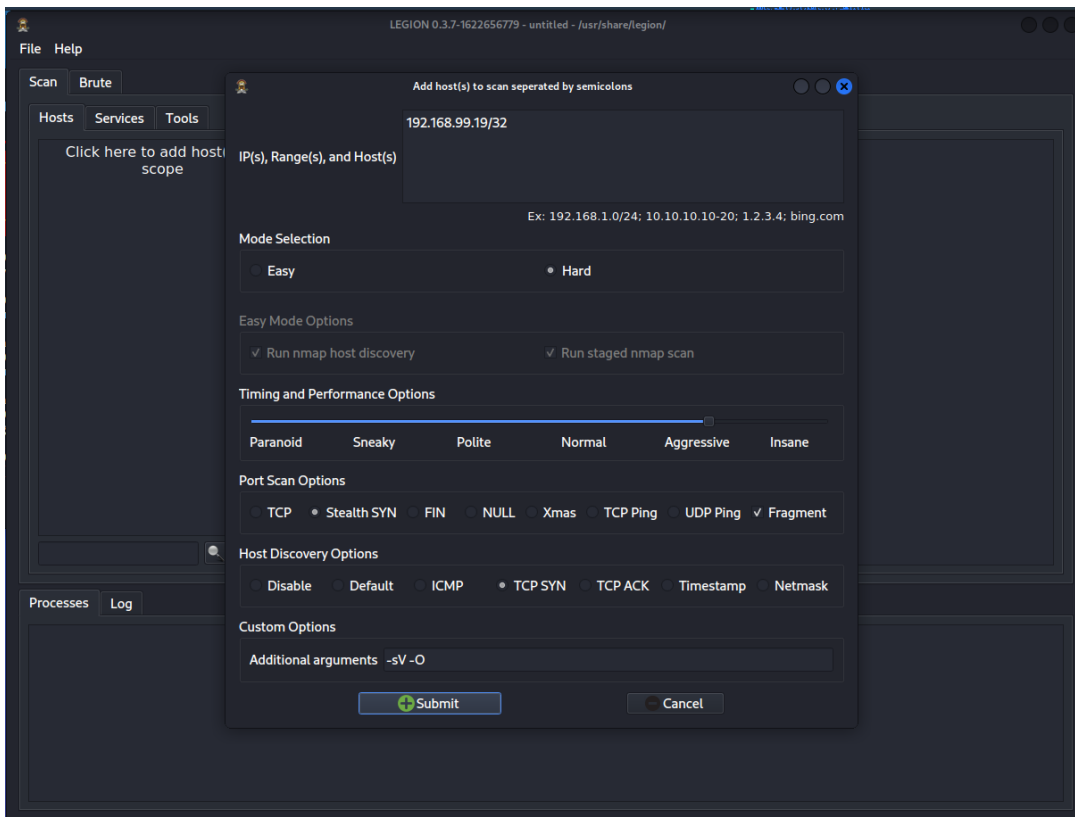 LEGION 0.3.7-1622656779 - untitled - /usr/share/legion/
File Help
Scan Brute
Hosts Services Tools
Click here to add host(
scope
Add host(s) to scan seperated by semicolons
IP(s), Range(s), and Host(s)
192.168.99.19/32
Ex: 192.168.1.0/24; 10.10.10.10-20; 1.2.3.4; bing.com
Mode Selection
Easy Hard
Easy Mode Options
Run nmap host discovery Run staged nmap scan
Timing and Performance Options
Paranoid Sneaky Polite Normal Aggressive Insane
Port Scan Options
TCP Stealth SYN FIN NULL Xmas TCP Ping UDP Ping Fragment
Host Discovery Options
Disable Default ICMP TCP SYN TCP ACK Timestamp Netmask
Custom Options
Additional arguments -sV -O
Submit Cancel
Processes Log